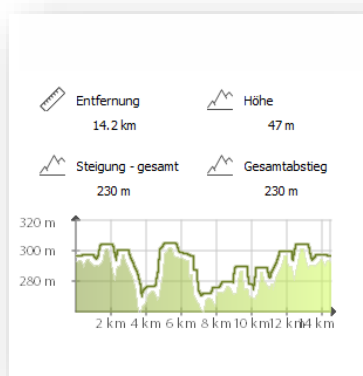 Entfernung Höhe
14.2 km 47 m
Steigung - gesamt Gesamtabstieg
230 m 230 m
320 m
300 m
280 m
2 km 4 km 6 km 8 km 10 km 12 km 14 km